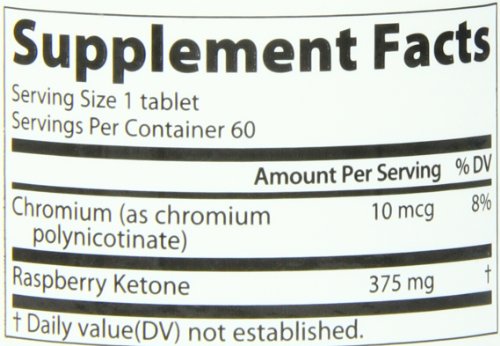 Supplement Facts
Serving Size 1 tablet
Servings Per Container 60
Amount Per Serving % DV
Chromium (as chromium 10 mcg 8%
polynicotinate)
Raspberry Ketone 375 mg †
† Daily value(DV) not established.